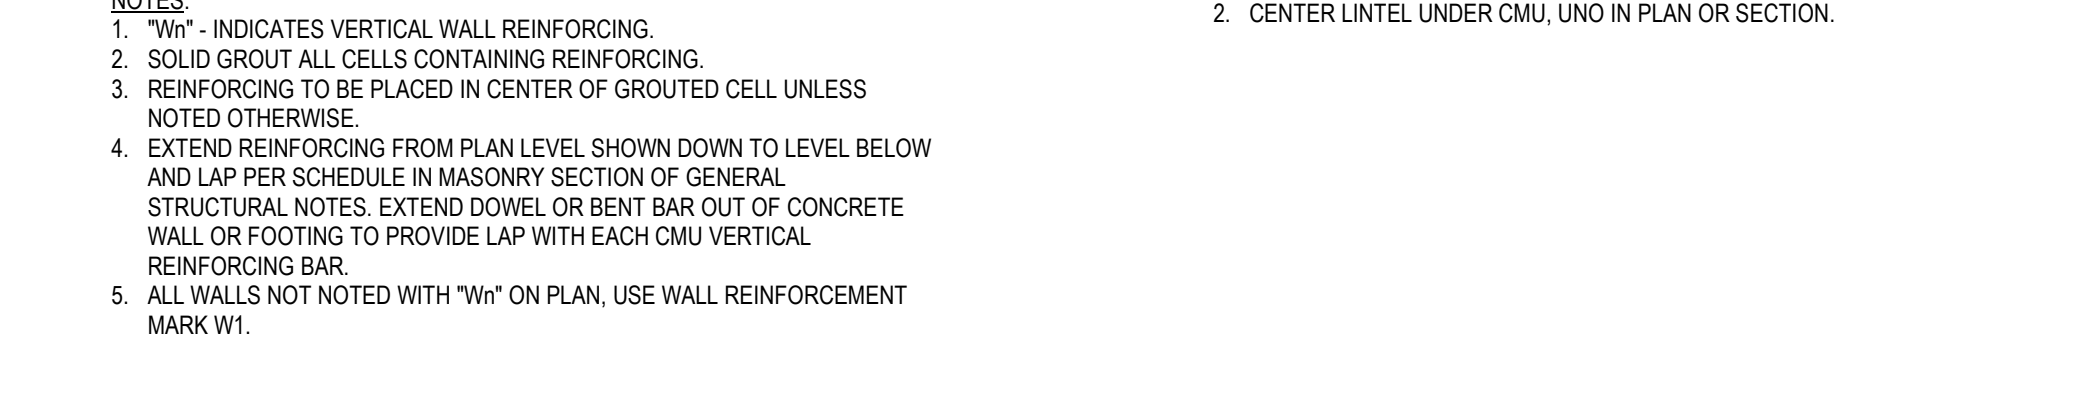 NOTES:
1. "Wn" - INDICATES VERTICAL WALL REINFORCING.
2. SOLID GROUT ALL CELLS CONTAINING REINFORCING.
3. REINFORCING TO BE PLACED IN CENTER OF GROUTED CELL UNLESS
NOTED OTHERWISE.
4. EXTEND REINFORCING FROM PLAN LEVEL SHOWN DOWN TO LEVEL BELOW
AND LAP PER SCHEDULE IN MASONRY SECTION OF GENERAL
STRUCTURAL NOTES. EXTEND DOWEL OR BENT BAR OUT OF CONCRETE
WALL OR FOOTING TO PROVIDE LAP WITH EACH CMU VERTICAL
REINFORCING BAR.
5. ALL WALLS NOT NOTED WITH "Wn" ON PLAN, USE WALL REINFORCEMENT
MARK W1.
2. CENTER LINTEL UNDER CMU, UNO IN PLAN OR SECTION.